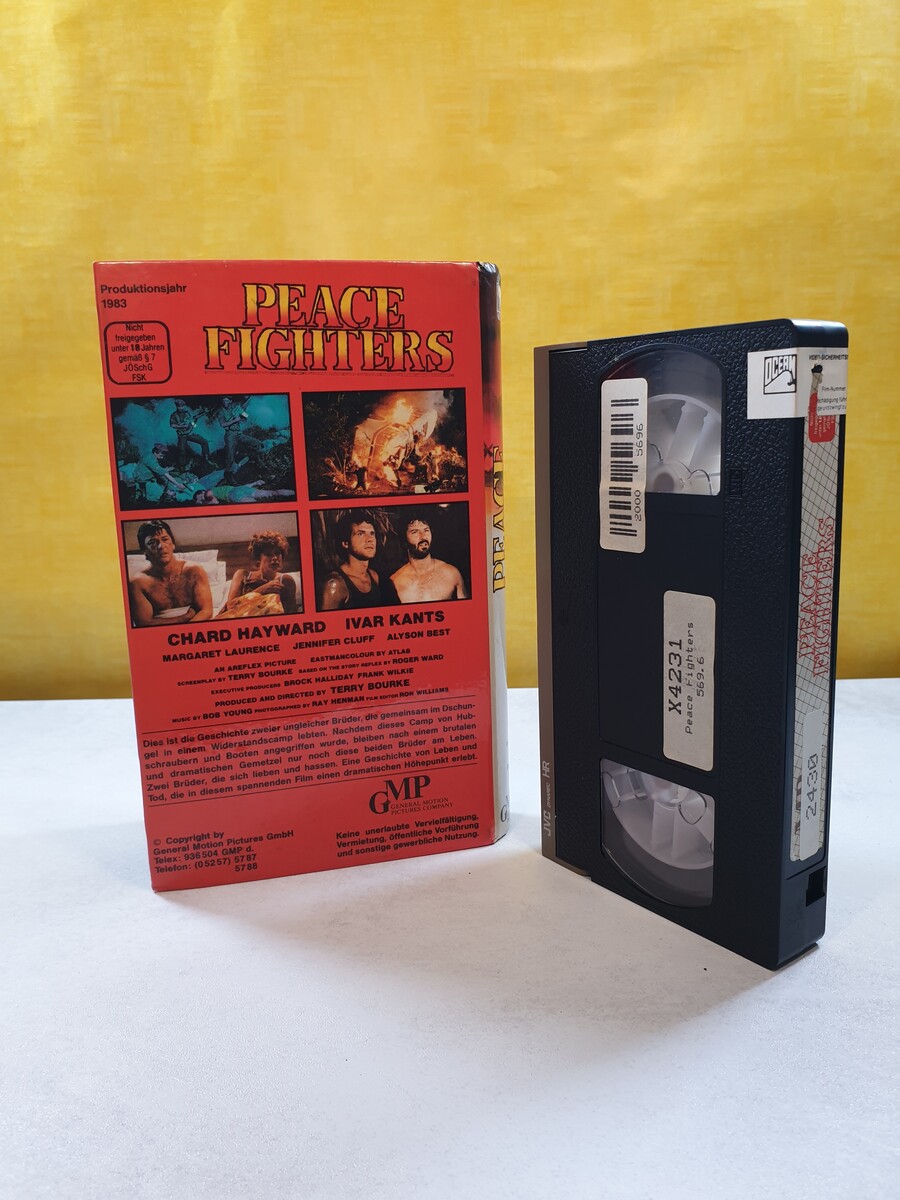 Produktionsjahr
1983
Nicht
freigegeben
unter 18 Jahren
gemäß § 7
JÖSchG
FSK
PEACE
FIGHTERS
CHARD HAYWARD IVAR KANTS
MARGARET LAURENCE JENNIFER CLUFF ALYSON BEST
AN AREFLEX PICTURE EASTMANCOLOUR BY ATLAB
SCREENPLAY BY TERRY BOURKE BASED ON THE STORY REFLEX BY ROGER WARD
EXECUTIVE PRODUCERS BROCK HALLIDAY FRANK WILKIE
PRODUCED AND DIRECTED BY TERRY BOURKE
MUSIC BY BOB YOUNG PHOTOGRAPHED BY RAY HENMAN FILM EDITOR RON WILLIAMS
Dies ist die Geschichte zweier ungleicher Brüder, die gemeinsam im Dschun-
gel in einem Widerstandscamp lebten. Nachdem dieses Camp von Hub-
schraubern und Booten angegriffen wurde, bleiben nach einem brutalen
und dramatischen Gemetzel nur noch diese beiden Brüder am Leben.
Zwei Brüder, die sich lieben und hassen. Eine Geschichte von Leben und
Tod, die in diesem spannenden Film einen dramatischen Höhepunkt erlebt.
GMP
GENERAL MOTION
PICTURES COMPANY
© Copyright by
General Motion Pictures GmbH
Telex: 936504 GMP d.
Telefon: (05257) 5787
5788
Keine unerlaubte Vervielfältigung,
Vermietung, öffentliche Vorführung
und sonstige gewerbliche Nutzung.
PEACE
2000 5696
X4231
Peace Fighters
569.6
JVC DYNAREC HR
OCEAN
Film-Nummer
PEACE
FIGHTERS
2430